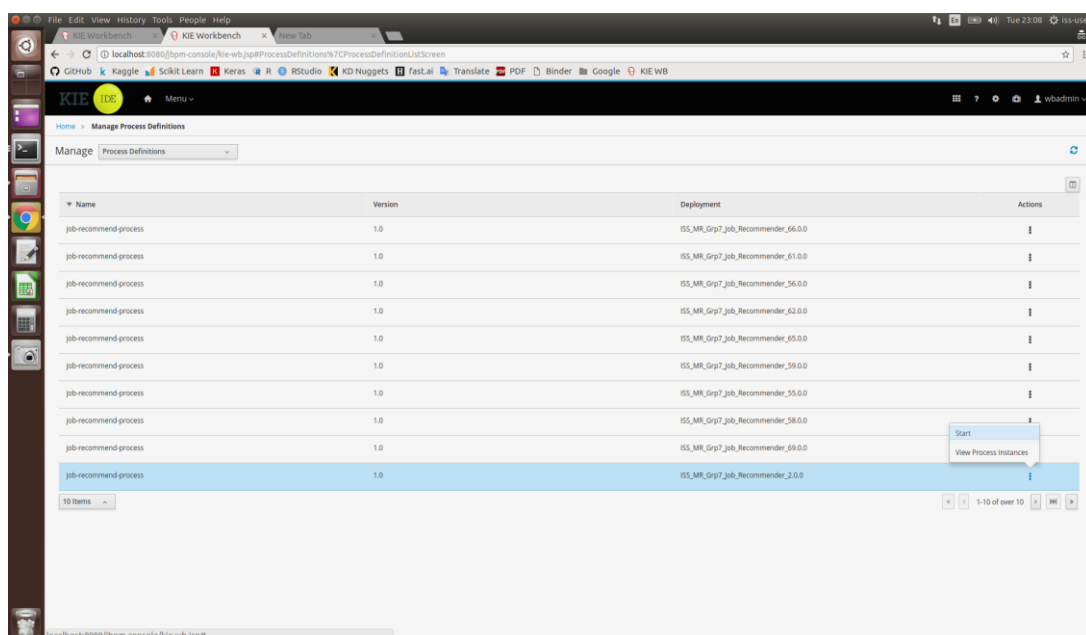 File Edit View History Tools People Help
En Tue 23:08 iss-use
KIE Workbench KIE Workbench New Tab
localhost:8080/jbpm-console/kie-wb.jsp#ProcessDefinitions%7CProcessDefinitionListScreen
GitHub Kaggle Scikit Learn Keras R RStudio KD Nuggets fast.ai Translate PDF Binder Google KIE WB
KIE IDE Menu wbadmin
Home > Manage Process Definitions
Manage Process Definitions
Name Version Deployment Actions
job-recommend-process 1.0 ISS_MR_Grp7_Job_Recommender_66.0.0
job-recommend-process 1.0 ISS_MR_Grp7_Job_Recommender_61.0.0
job-recommend-process 1.0 ISS_MR_Grp7_Job_Recommender_56.0.0
job-recommend-process 1.0 ISS_MR_Grp7_Job_Recommender_62.0.0
job-recommend-process 1.0 ISS_MR_Grp7_Job_Recommender_65.0.0
job-recommend-process 1.0 ISS_MR_Grp7_Job_Recommender_59.0.0
job-recommend-process 1.0 ISS_MR_Grp7_Job_Recommender_55.0.0
job-recommend-process 1.0 ISS_MR_Grp7_Job_Recommender_58.0.0
Start
job-recommend-process 1.0 ISS_MR_Grp7_Job_Recommender_69.0.0
View Process Instances
job-recommend-process 1.0 ISS_MR_Grp7_Job_Recommender_2.0.0
10 Items 1-10 of over 10